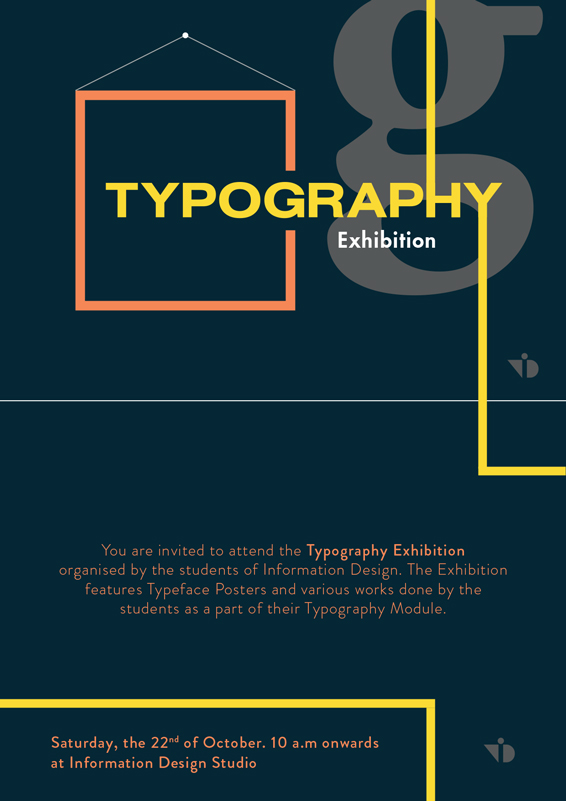 g
TYPOGRAPHY
Exhibition
You are invited to attend the Typography Exhibition
organised by the students of Information Design. The Exhibition
features Typeface Posters and various works done by the
students as a part of their Typography Module.
Saturday, the 22nd of October. 10 a.m onwards
at Information Design Studio